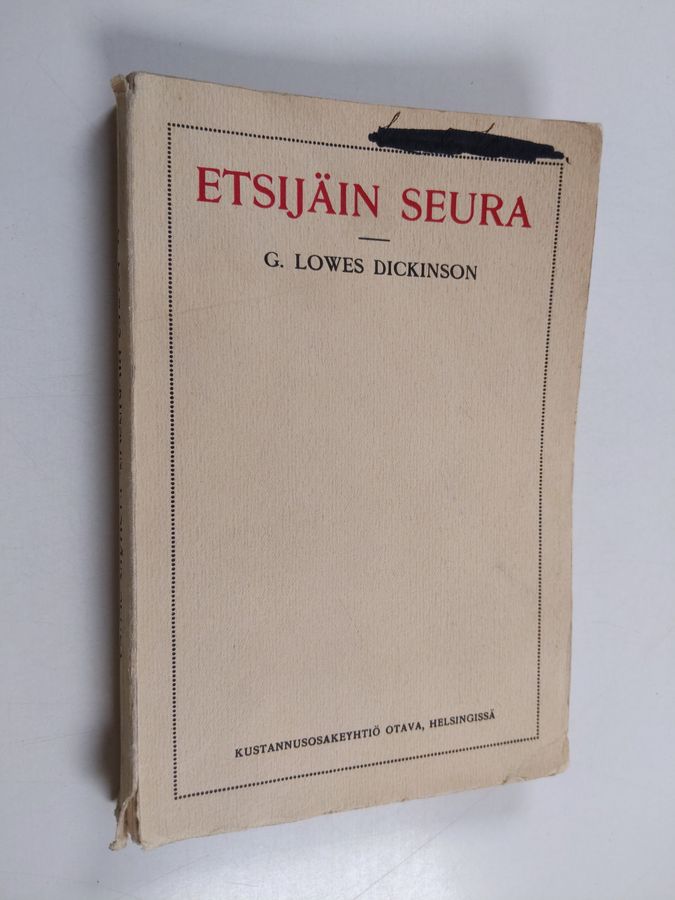 ETSIJÄIN SEURA
G. LOWES DICKINSON
KUSTANNUSOSAKEYHTIÖ OTAVA, HELSINGISSÄ